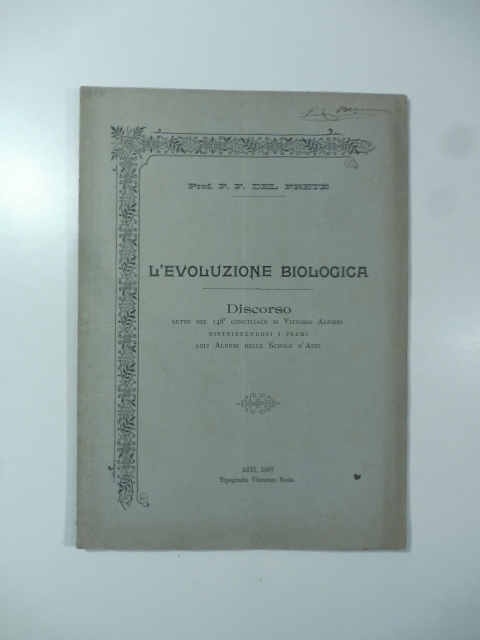 Prof. P. F. DEL PRETE
L'EVOLUZIONE BIOLOGICA
Discorso
LETTO NEL 148° GENETLIACO DI VITTORIO ALFIERI
DISTRIBUENDOSI I PREMI
AGLI ALUNNI DELLE SCUOLE D'ASTI
ASTI, 1897
Tipografia Vincenzo Bona.